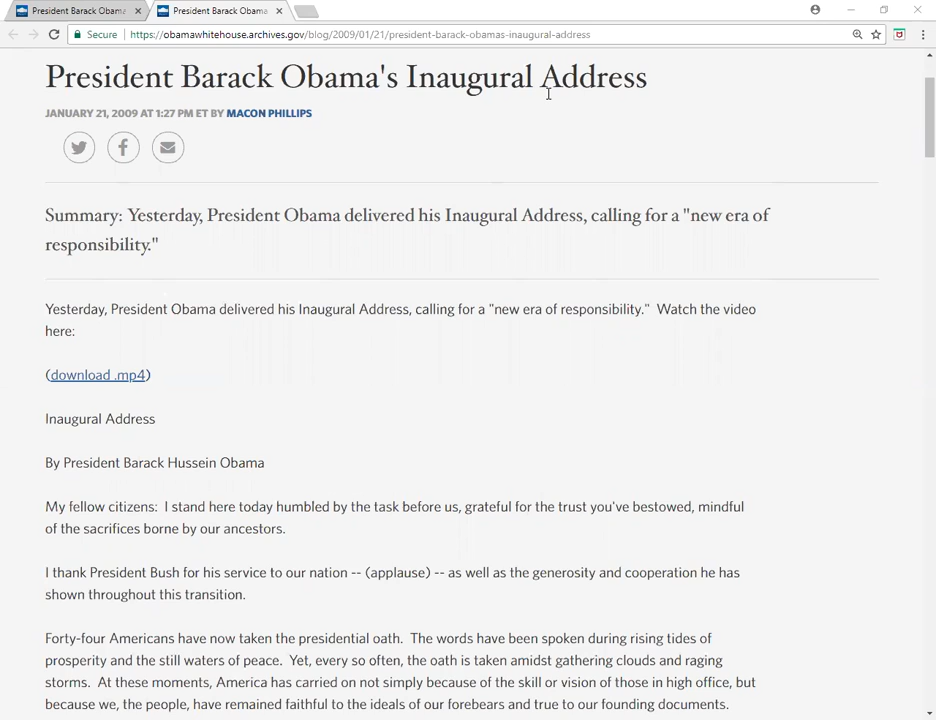 President Barack Obama
President Barack Obama
Secure
https://obamawhitehouse.archives.gov/blog/2009/01/21/president-barack-obamas-inaugural-address
President Barack Obama's Inaugural Address
JANUARY 21, 2009 AT 1:27 PM ET BY MACON PHILLIPS
Summary: Yesterday, President Obama delivered his Inaugural Address, calling for a "new era of
responsibility."
Yesterday, President Obama delivered his Inaugural Address, calling for a "new era of responsibility."  Watch the video
here:
(download .mp4)
Inaugural Address
By President Barack Hussein Obama
My fellow citizens:  I stand here today humbled by the task before us, grateful for the trust you've bestowed, mindful
of the sacrifices borne by our ancestors.
I thank President Bush for his service to our nation -- (applause) -- as well as the generosity and cooperation he has
shown throughout this transition.
Forty-four Americans have now taken the presidential oath.  The words have been spoken during rising tides of
prosperity and the still waters of peace.  Yet, every so often, the oath is taken amidst gathering clouds and raging
storms.  At these moments, America has carried on not simply because of the skill or vision of those in high office, but
because we, the people, have remained faithful to the ideals of our forebears and true to our founding documents.